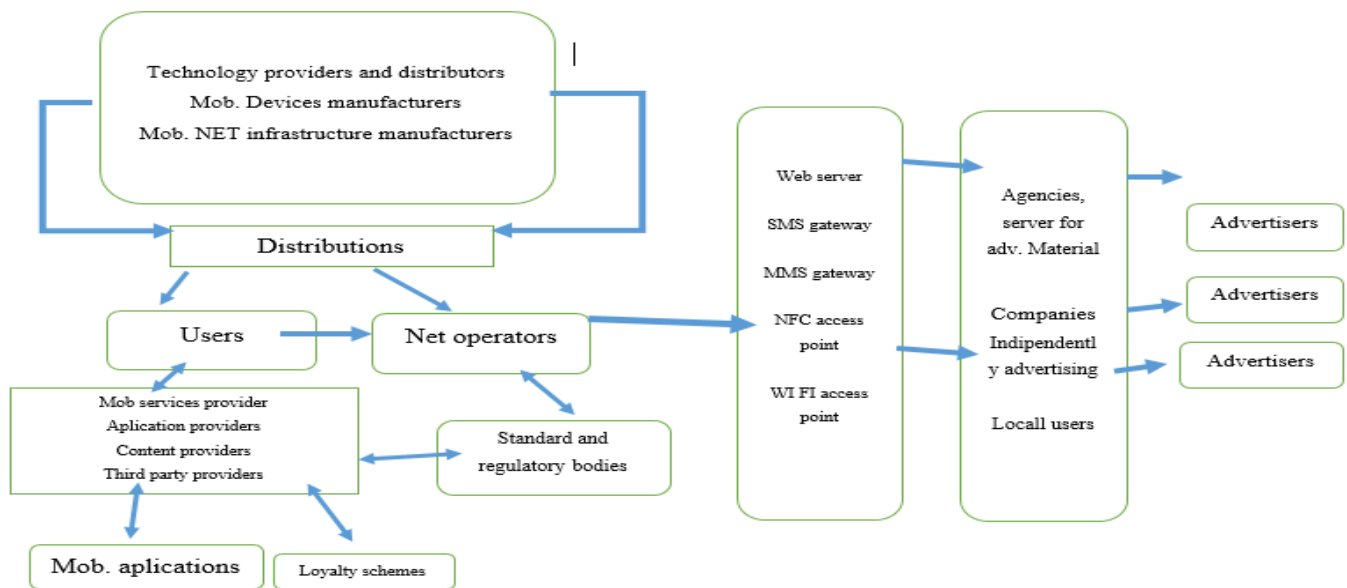 Technology providers and distributors
Mob. Devices manufacturers
Mob. NET infrastructure manufacturers
Distributions
Users
Net operators
Mob services provider
Aplication providers
Content providers
Third party providers
Standard and
regulatory bodies
Mob. aplications
Loyalty schemes
Web server
SMS gateway
MMS gateway
NFC access
point
WI FI access
point
Agencies,
server for
adv. Material
Companies
Indipendentl
y advertising
Locall users
Advertisers
Advertisers
Advertisers